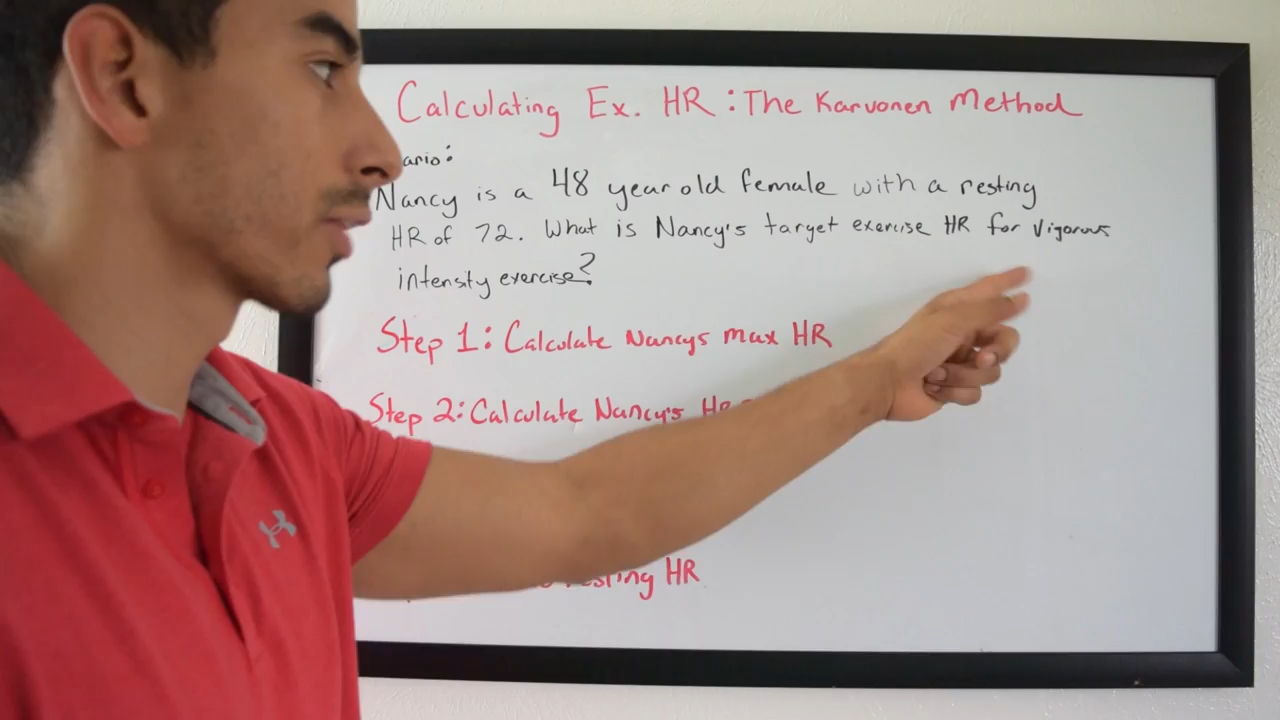 Calculating Ex. HR : The Karvonen Method
ario:
Nancy is a 48 year old female with a resting
HR of 72. What is Nancy's target exercise HR for vigorous
intensity exercise?
Step 1: Calculate Nancys max HR
Step 2: Calculate Nancy's
resting HR